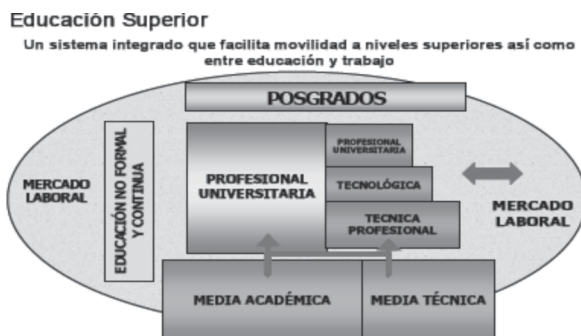 Educación Superior
Un sistema integrado que facilita movilidad a niveles superiores así como
entre educación y trabajo
POSGRADOS
MERCADO
LABORAL
EDUCACIÓN NO FORMAL
Y CONTINUA
PROFESIONAL
UNIVERSITARIA
PROFESIONAL
UNIVERSITARIA
TECNOLÓGICA
TECNICA
PROFESIONAL
MERCADO
LABORAL
MEDIA ACADÉMICA
MEDIA TÉCNICA